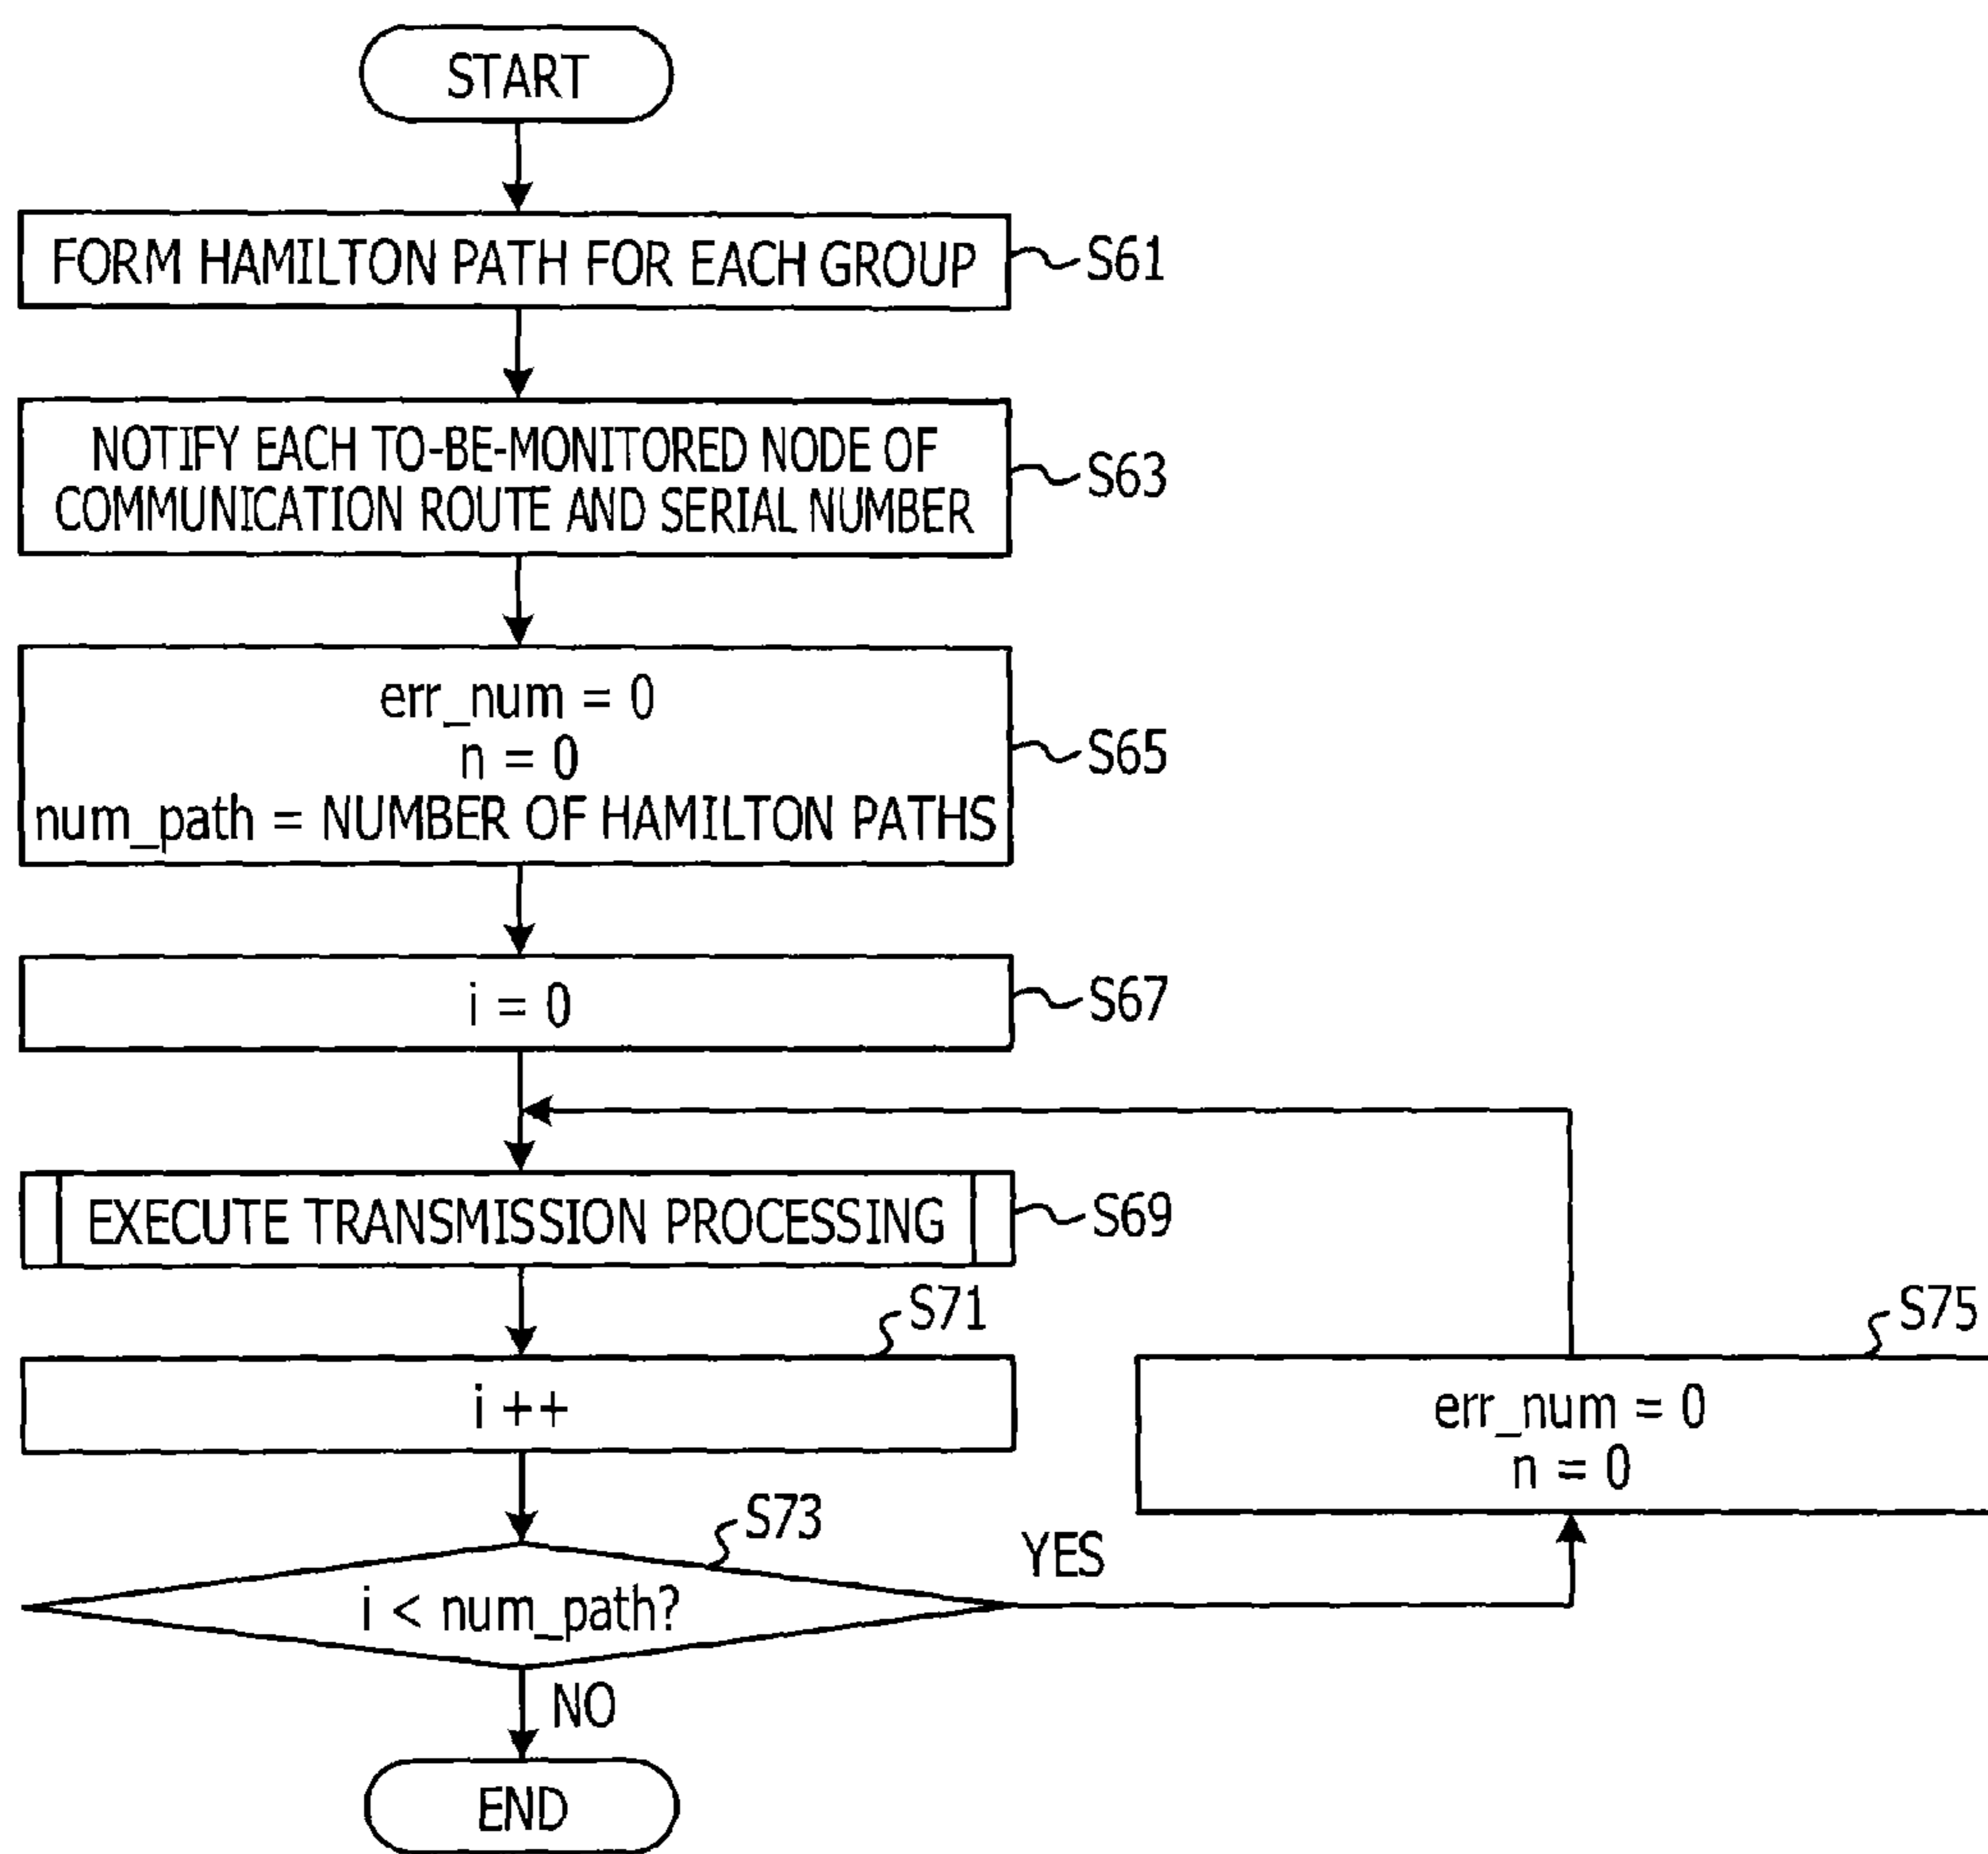 START
FORM HAMILTON PATH FOR EACH GROUP
S61
NOTIFY EACH TO-BE-MONITORED NODE OF
COMMUNICATION ROUTE AND SERIAL NUMBER
S63
err_num = 0
n = 0
num_path = NUMBER OF HAMILTON PATHS
S65
i = 0
S67
EXECUTE TRANSMISSION PROCESSING
S69
S71
i ++
S75
err_num = 0
n = 0
S73
i < num_path?
YES
NO
END